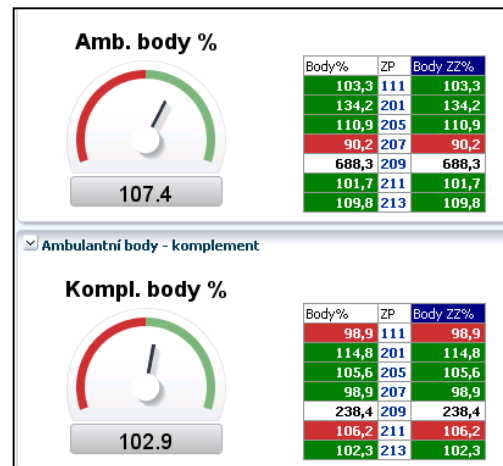 Amb. body %
107.4
Body% ZP Body ZZ%
103,3 111 103,3
134,2 201 134,2
110,9 205 110,9
90,2 207 90,2
688,3 209 688,3
101,7 211 101,7
109,8 213 109,8
Ambulantní body - komplement
Kompl. body %
102.9
Body% ZP Body ZZ%
98,9 111 98,9
114,8 201 114,8
105,6 205 105,6
98,9 207 98,9
238,4 209 238,4
106,2 211 106,2
102,3 213 102,3